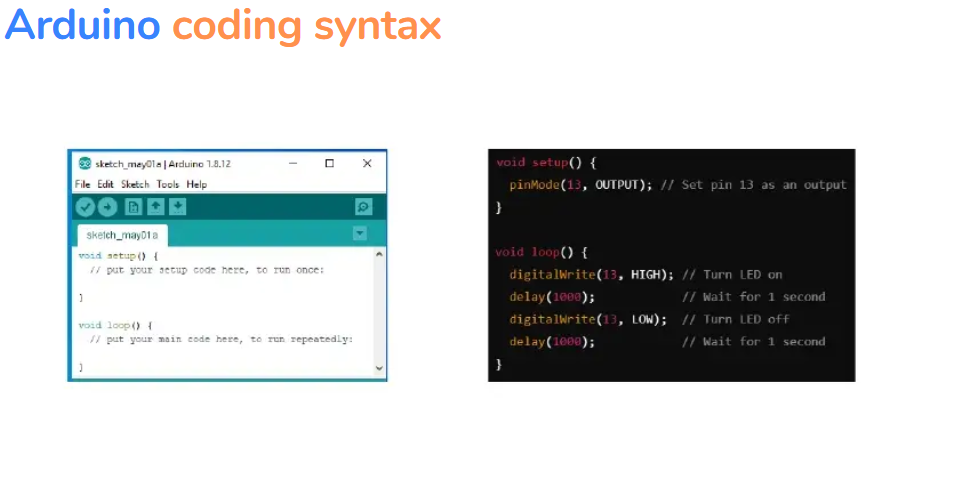 Arduino coding syntax
sketch_may01a | Arduino 1.8.12
File Edit Sketch Tools Help
sketch_may01a
void setup() {
// put your setup code here, to run once:
}
void loop() {
// put your main code here, to run repeatedly:
}
void setup() {
pinMode(13, OUTPUT); // Set pin 13 as an output
}
void loop() {
digitalWrite(13, HIGH); // Turn LED on
delay(1000); // Wait for 1 second
digitalWrite(13, LOW); // Turn LED off
delay(1000); // Wait for 1 second
}